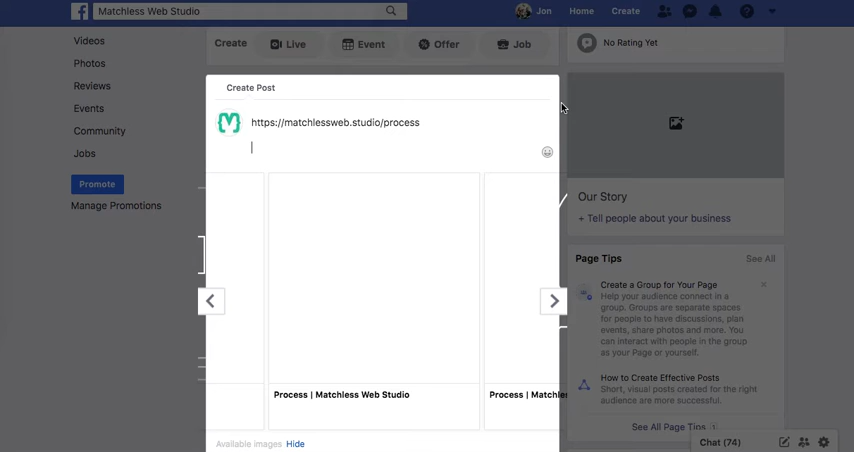 Matchless Web Studio
Jon
Home
Create
Videos
Photos
Reviews
Events
Community
Jobs
Promote
Manage Promotions
Create
Live
Event
Offer
Job
Create Post
https://matchlessweb.studio/process
Process | Matchless Web Studio
Process | Matchles
Available images Hide
No Rating Yet
Our Story
+ Tell people about your business
Page Tips
See All
Create a Group for Your Page
Help your audience connect in a
group. Groups are separate spaces
for people to have discussions, plan
events, share photos and more. You
can interact with people in the group
as your Page or yourself.
How to Create Effective Posts
Short, visual posts created for the right
audience are more successful.
See All Page Tips
Chat (74)